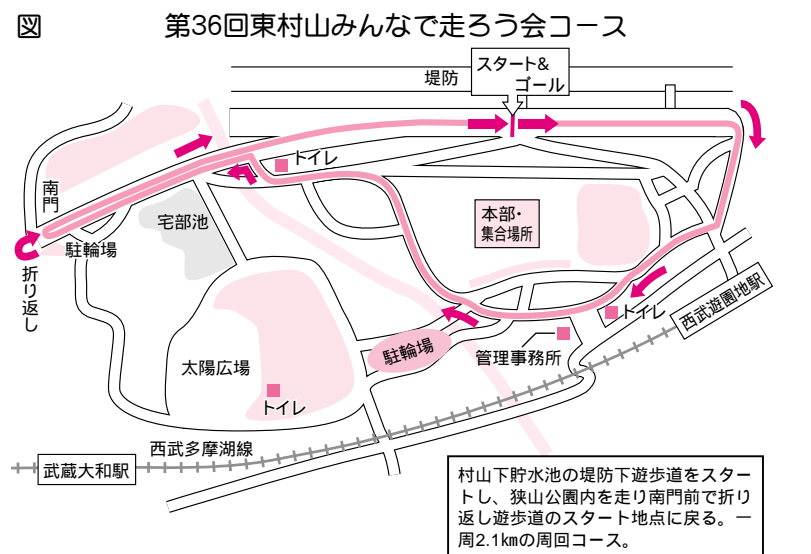 図
第36回東村山みんなで走ろう会コース
堤防
スタート&
ゴール
トイレ
南門
宅部池
本部・
集合場所
駐輪場
折り返し
トイレ
西武遊園地駅
管理事務所
駐輪場
太陽広場
トイレ
西武多摩湖線
武蔵大和駅
村山下貯水池の堤防下遊歩道をスター
トし、狭山公園内を走り南門前で折り
返し遊歩道のスタート地点に戻る。一
周2.1㎞の周回コース。